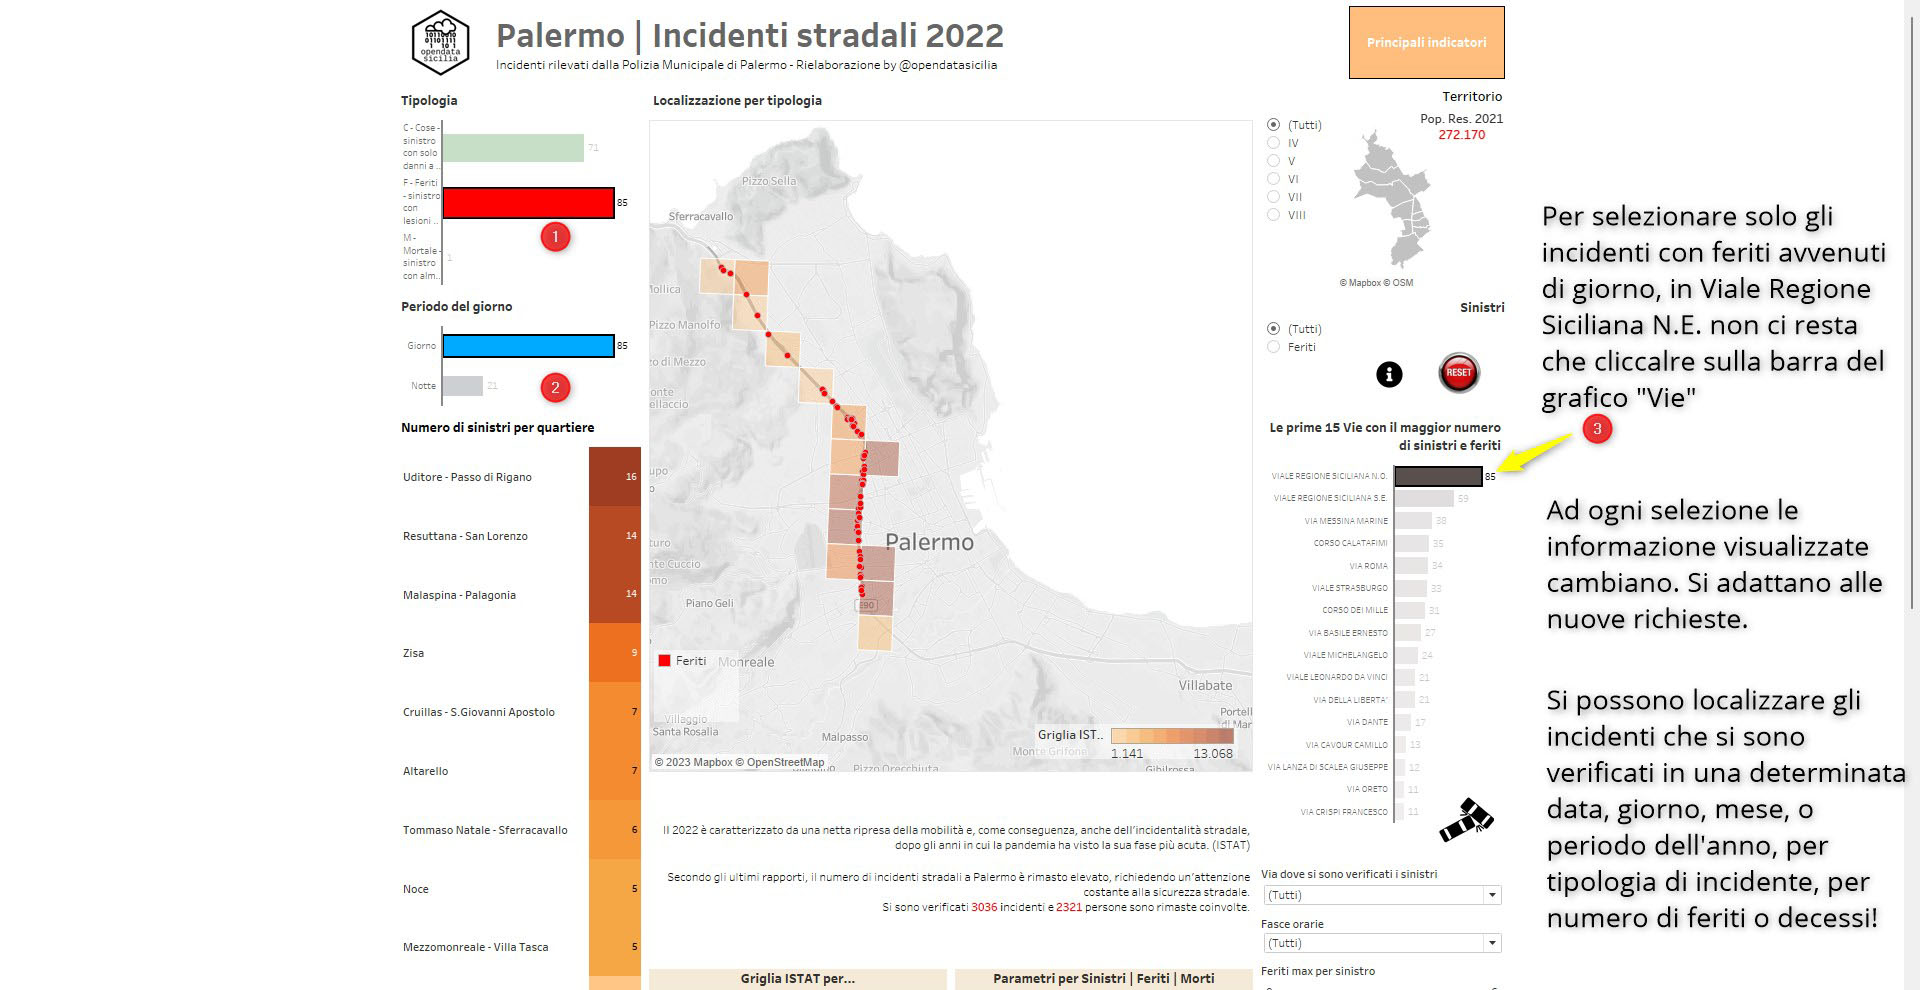 Palermo | Incidenti stradali 2022
Incidenti rilevati dalla Polizia Municipale di Palermo - Rielaborazione by @opendatasicilia
opendata
sicilia
Principali indicatori
Tipologia
C - Cose -
sinistro
con solo
danni a ..
71
F - Feriti
- sinistro
con
lesioni ..
85
1
M -
Mortale -
sinistro
con alm..
1
Periodo del giorno
Giorno
85
Notte
21
2
Numero di sinistri per quartiere
Uditore - Passo di Rigano
16
Resuttana - San Lorenzo
14
Malaspina - Palagonia
14
Zisa
9
Cruillas - S.Giovanni Apostolo
7
Altarello
7
Tommaso Natale - Sferracavallo
6
Noce
5
Mezzomonreale - Villa Tasca
5
Localizzazione per tipologia
Pizzo Sella
Sferracavallo
Mollica
Pizzo Manolfo
zo di Mezzo
onte
ellaccio
upo
o
Palermo
turo
nte Cuccio
omo
Piano Geli
E90
Feriti
Monreale
Villaggio
Santa Rosalia
Malpasso
Villabate
Portell
di Mar
Griglia IST..
1.141
13.068
Monte Grifone
Gibilrossa
Pizzo Orecchiuta
© 2023 Mapbox © OpenStreetMap
Il 2022 è caratterizzato da una netta ripresa della mobilità e, come conseguenza, anche dell'incidentalità stradale,
dopo gli anni in cui la pandemia ha visto la sua fase più acuta. (ISTAT)
Secondo gli ultimi rapporti, il numero di incidenti stradali a Palermo è rimasto elevato, richiedendo un'attenzione
costante alla sicurezza stradale.
Si sono verificati 3036 incidenti e 2321 persone sono rimaste coinvolte.
Griglia ISTAT per...
Parametri per Sinistri | Feriti | Morti
Territorio
(Tutti)
IV
V
VI
VII
VIII
Pop. Res. 2021
272.170
© Mapbox © OSM
Sinistri
(Tutti)
Feriti
i
RESET
Le prime 15 Vie con il maggior numero
di sinistri e feriti
VIALE REGIONE SICILIANA N.O.
85
VIALE REGIONE SICILIANA S.E.
59
VIA MESSINA MARINE
38
CORSO CALATAFIMI
35
VIA ROMA
34
VIALE STRASBURGO
33
CORSO DEI MILLE
31
VIA BASILE ERNESTO
27
VIALE MICHELANGELO
24
VIALE LEONARDO DA VINCI
21
VIA DELLA LIBERTA'
21
VIA DANTE
17
VIA CAVOUR CAMILLO
13
VIA LANZA DI SCALEA GIUSEPPE
12
VIA ORETO
11
VIA CRISPI FRANCESCO
11
Via dove si sono verificati i sinistri
(Tutti)
Fasce orarie
(Tutti)
Feriti max per sinistro
Per selezionare solo gli
incidenti con feriti avvenuti
di giorno, in Viale Regione
Siciliana N.E. non ci resta
che cliccalre sulla barra del
grafico "Vie"
3
Ad ogni selezione le
informazione visualizzate
cambiano. Si adattano alle
nuove richieste.
Si possono localizzare gli
incidenti che si sono
verificati in una determinata
data, giorno, mese, o
periodo dell'anno, per
tipologia di incidente, per
numero di feriti o decessi!